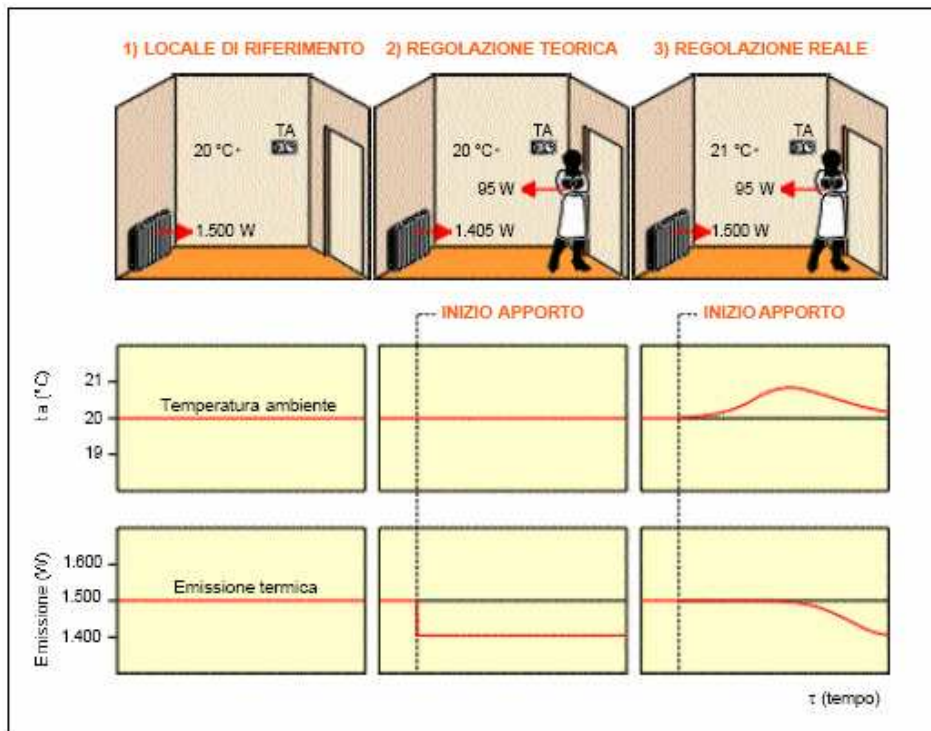 1) LOCALE DI RIFERIMENTO
2) REGOLAZIONE TEORICA
3) REGOLAZIONE REALE
TA
20 °C
1.500 W
TA
20 °C
95 W
1.405 W
TA
21 °C
95 W
1.500 W
INIZIO APPORTO
INIZIO APPORTO
ta (°C)
21
20
19
Temperatura ambiente
Emissione (W)
1.600
1.500
1.400
Emissione termica
τ (tempo)